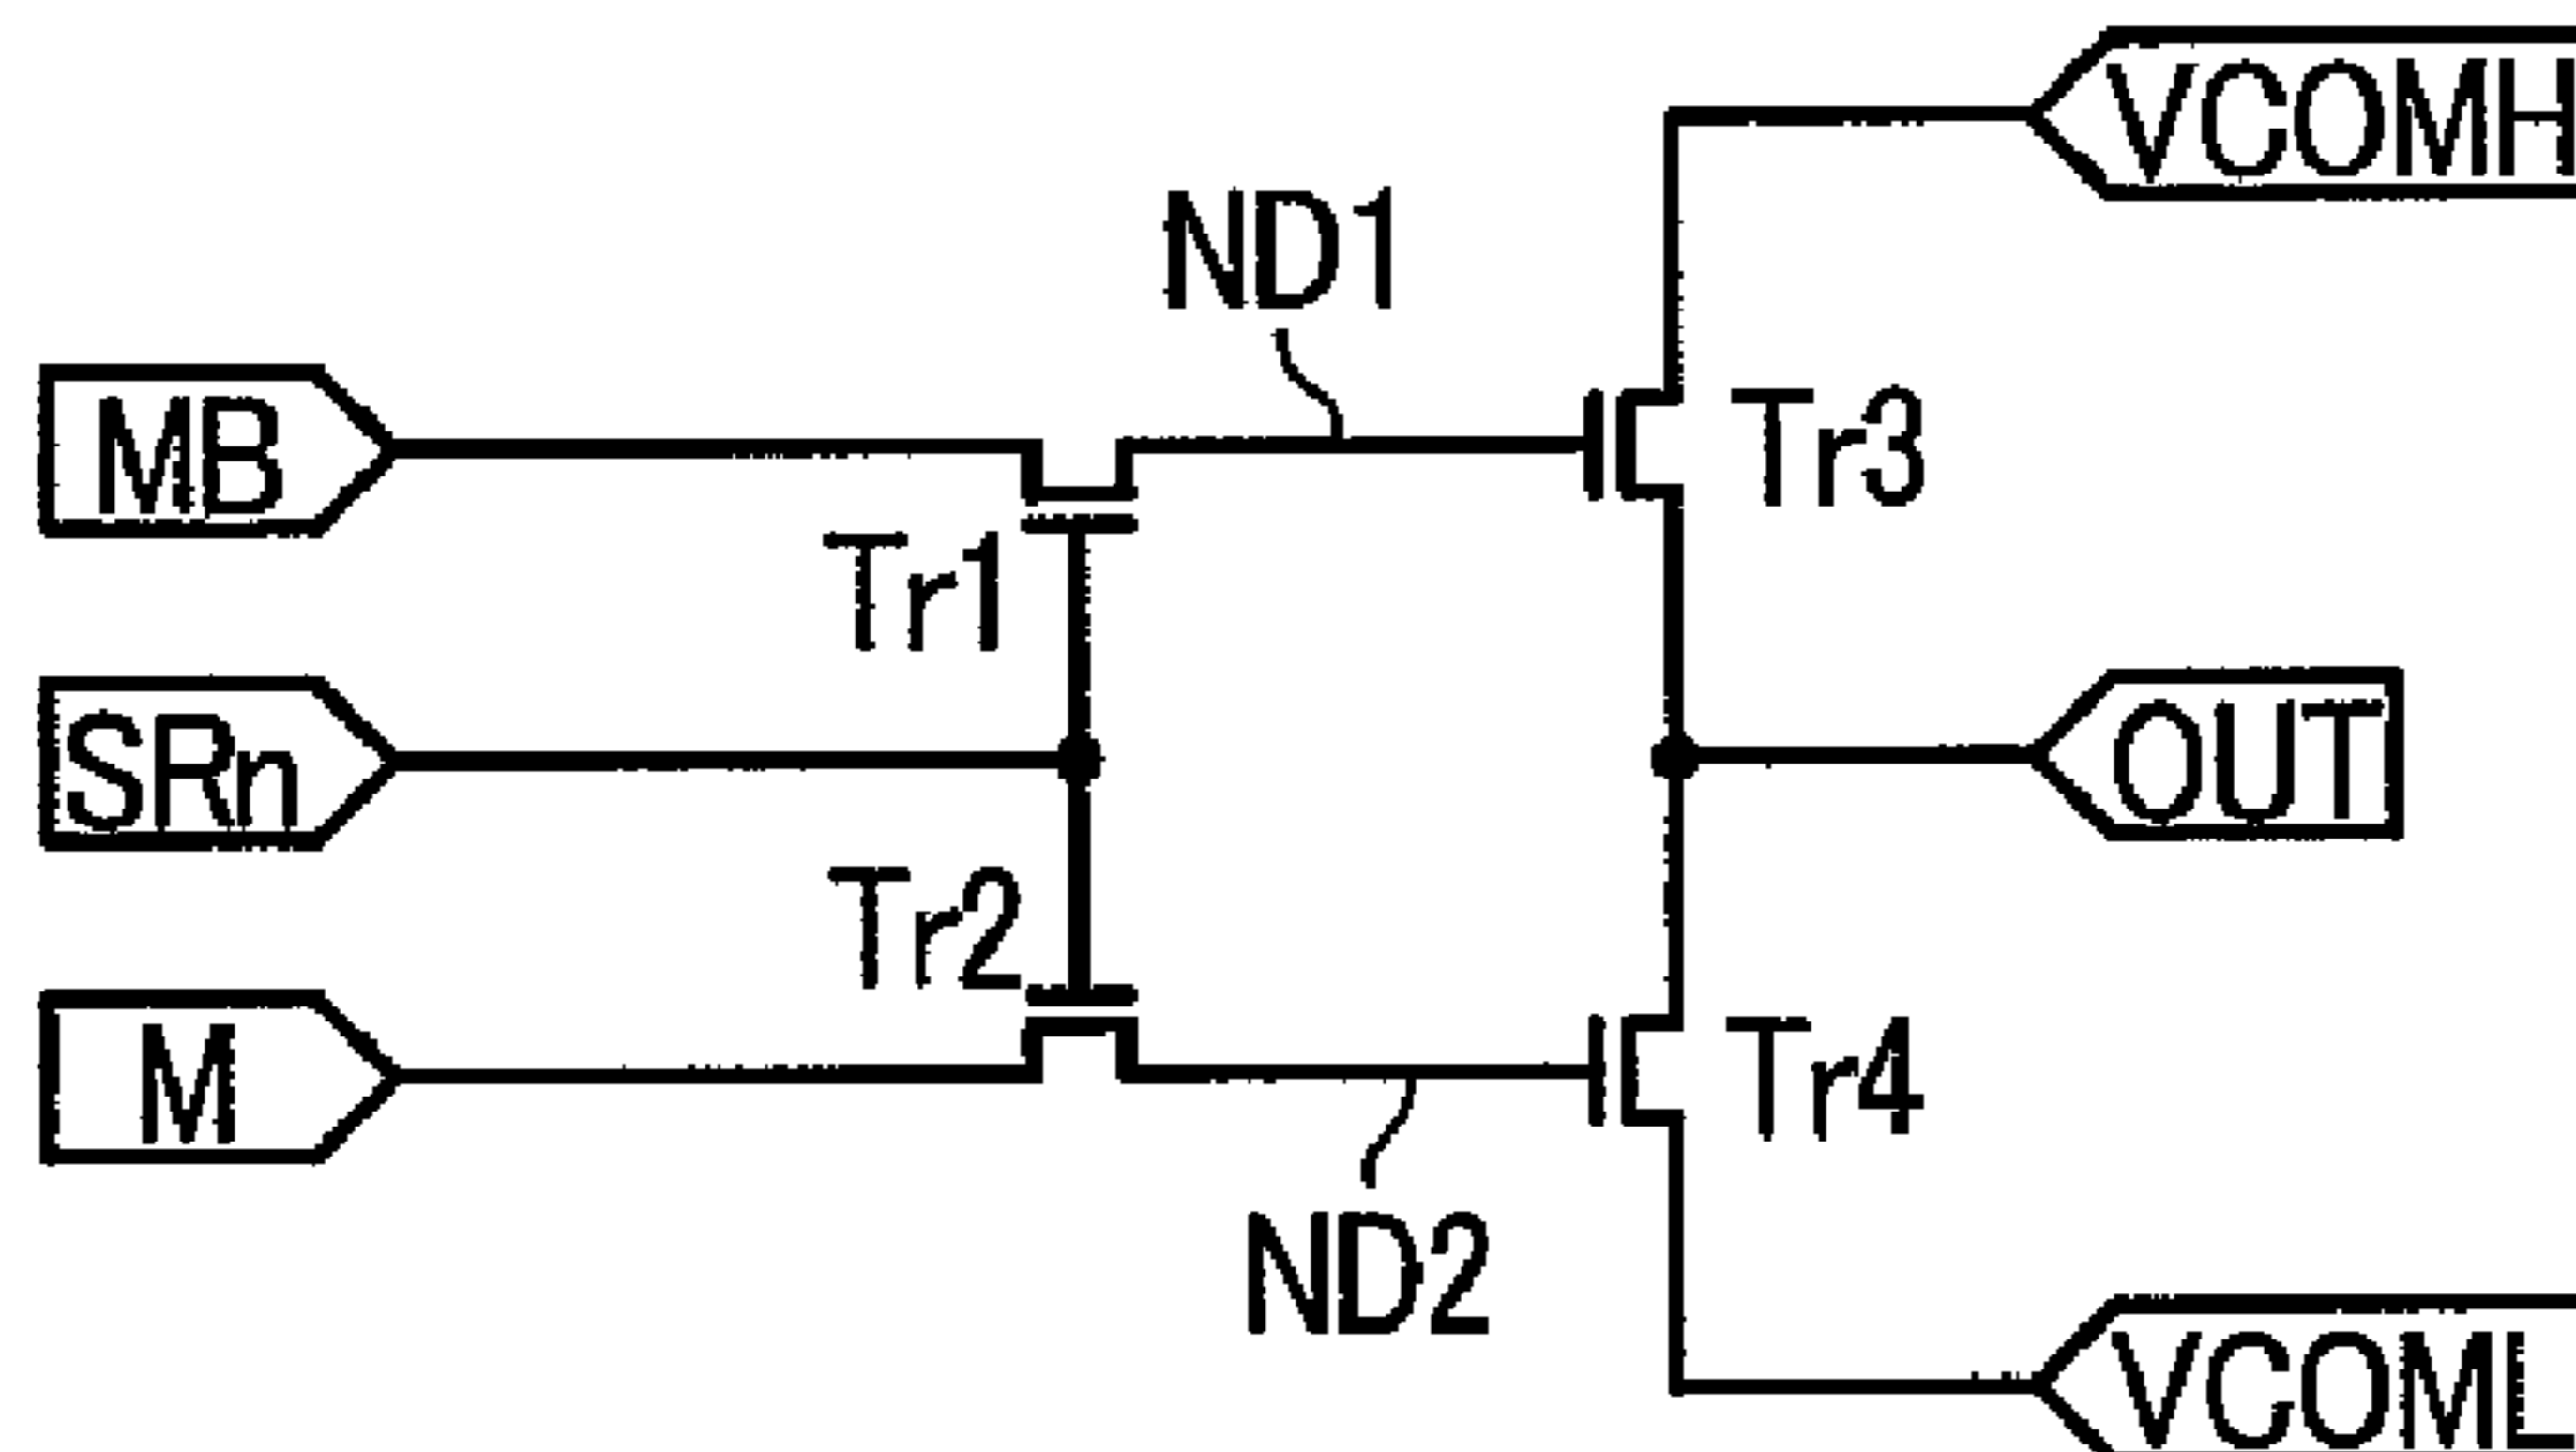 VCOMH
ND1
MB
Tr3
Tr1
SRn
OUT
Tr2
M
Tr4
ND2
VCOML